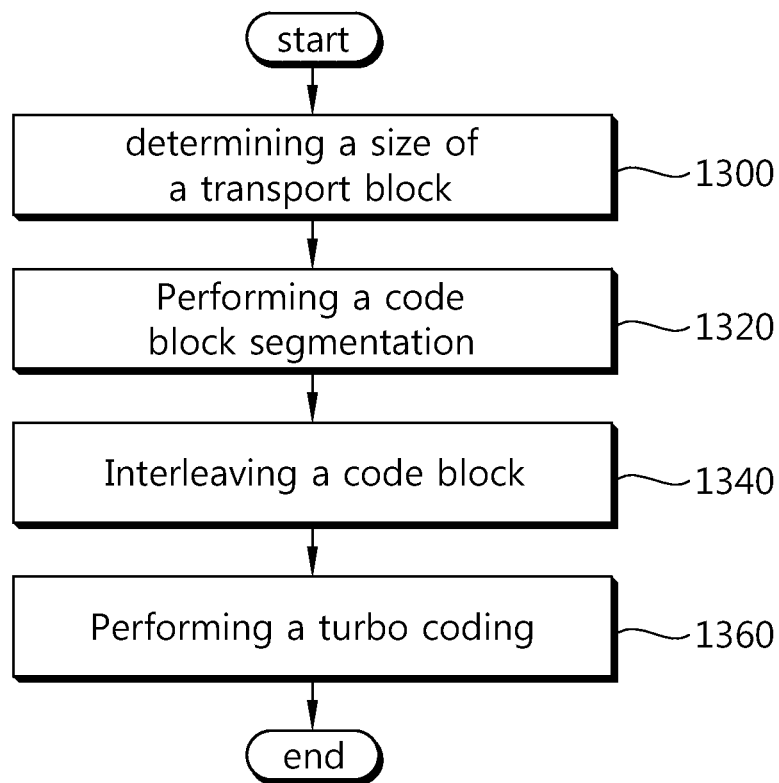 start
determining a size of
a transport block
1300
Performing a code
block segmentation
1320
Interleaving a code block
1340
Performing a turbo coding
1360
end